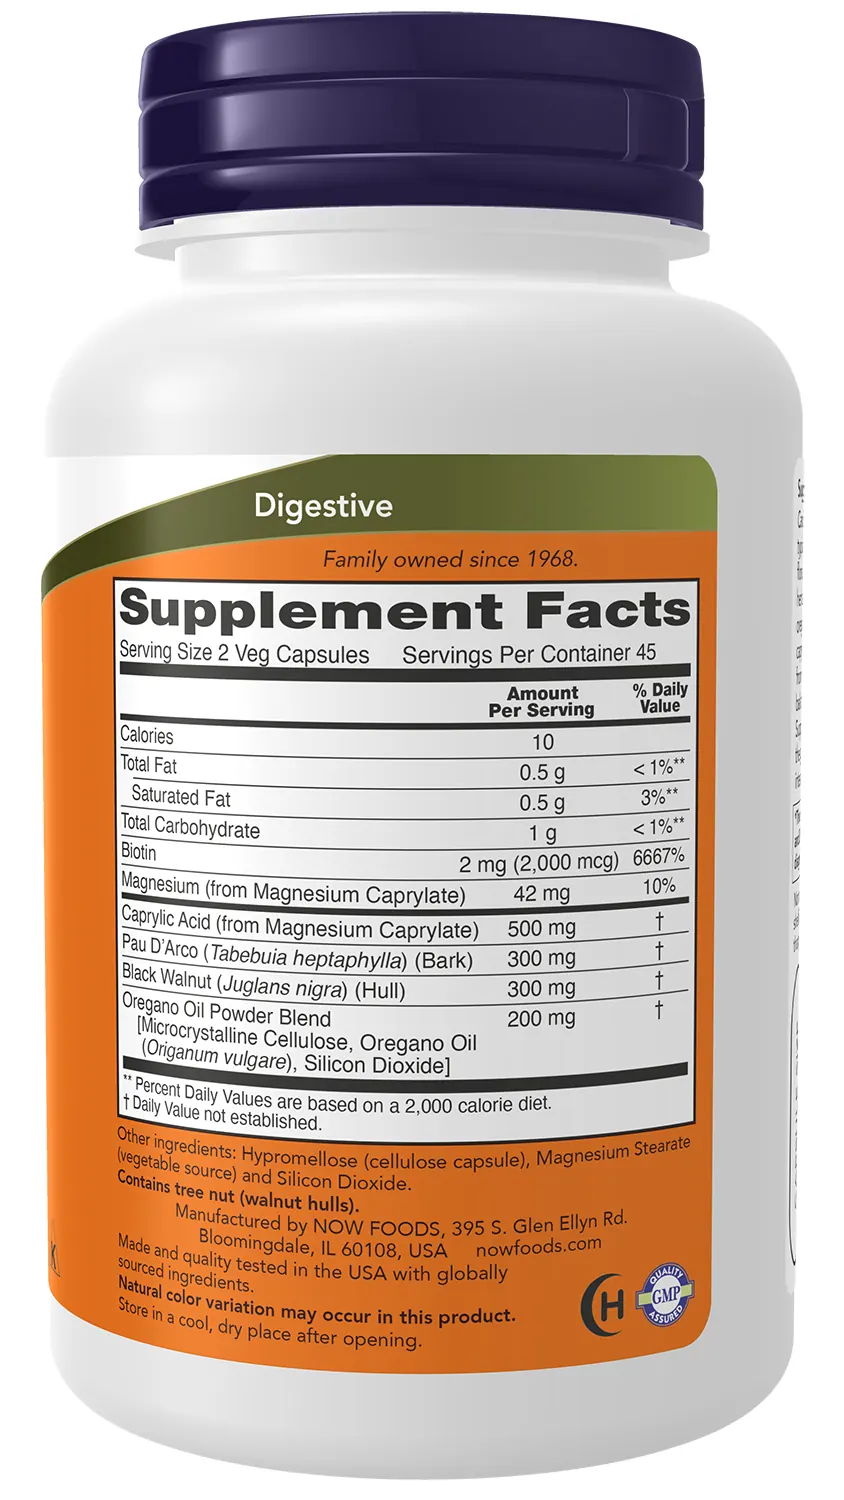 Digestive
Family owned since 1968.
Supplement Facts
Serving Size 2 Veg Capsules Servings Per Container 45
Amount Per Serving % Daily Value
Calories 10
Total Fat 0.5 g < 1%**
Saturated Fat 0.5 g 3%**
Total Carbohydrate 1 g < 1%**
Biotin 2 mg (2,000 mcg) 6667%
Magnesium (from Magnesium Caprylate) 42 mg 10%
Caprylic Acid (from Magnesium Caprylate) 500 mg †
Pau D'Arco (Tabebuia heptaphylla) (Bark) 300 mg †
Black Walnut (Juglans nigra) (Hull) 300 mg †
Oregano Oil Powder Blend 200 mg †
[Microcrystalline Cellulose, Oregano Oil
(Origanum vulgare), Silicon Dioxide]
** Percent Daily Values are based on a 2,000 calorie diet.
† Daily Value not established.
Other ingredients: Hypromellose (cellulose capsule), Magnesium Stearate
(vegetable source) and Silicon Dioxide.
Contains tree nut (walnut hulls).
Manufactured by NOW FOODS, 395 S. Glen Ellyn Rd.
Bloomingdale, IL 60108, USA nowfoods.com
Made and quality tested in the USA with globally
sourced ingredients.
Natural color variation may occur in this product.
Store in a cool, dry place after opening.
H
QUALITY
GMP
ASSURED
K